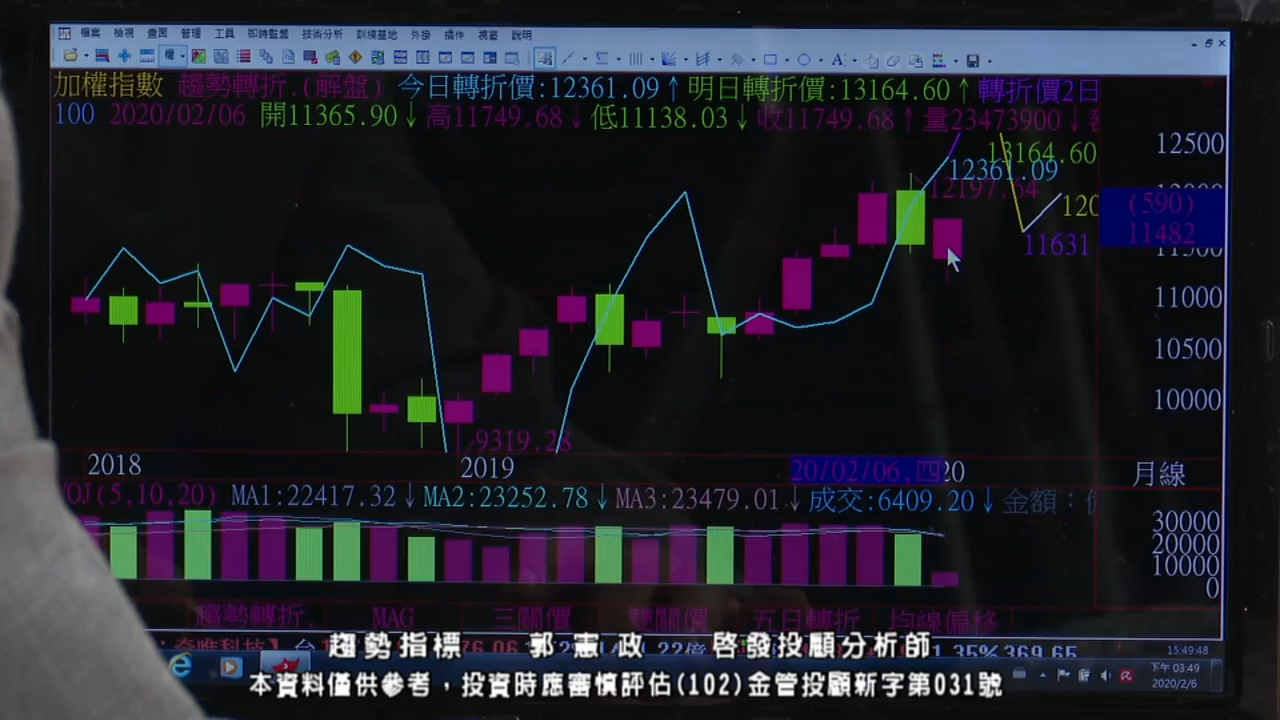 檔案 檢視 畫面 管理 工具 即時監盤 技術分析 訓練基地 外掛 插件 視窗 說明
加權指數 趨勢轉折.(解盤) 今日轉折價:12361.09↑ 明日轉折價:13164.60↑ 轉折價2日
100 2020/02/06 開11365.90↓ 高11749.68↓ 低11138.03↓ 收11749.68↑ 量23473900↓
12500
13164.60
12361.09
12197.64
120
(590)
11482
11631
11500
11000
10500
10000
9319.28
2018 2019 20/02/06,四 20 月線
(5,10,20) MA1:22417.32↓ MA2:23252.78↓ MA3:23479.01↓ 成交:6409.20↓ 金額:
30000
20000
10000
0
趨勢轉折. MAG 三關價 雙關價 五日轉折 均線偏移
趨勢指標 郭憲政 啓發投顧分析師
15:49:48
本資料僅供參考,投資時應審慎評估(102)金管投顧新字第031號
下午 03:49
2020/2/6